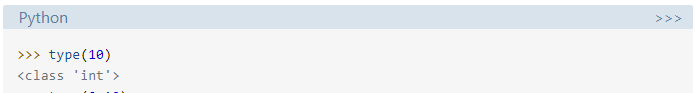 Python >>>
>>> type(10)
<class 'int'>